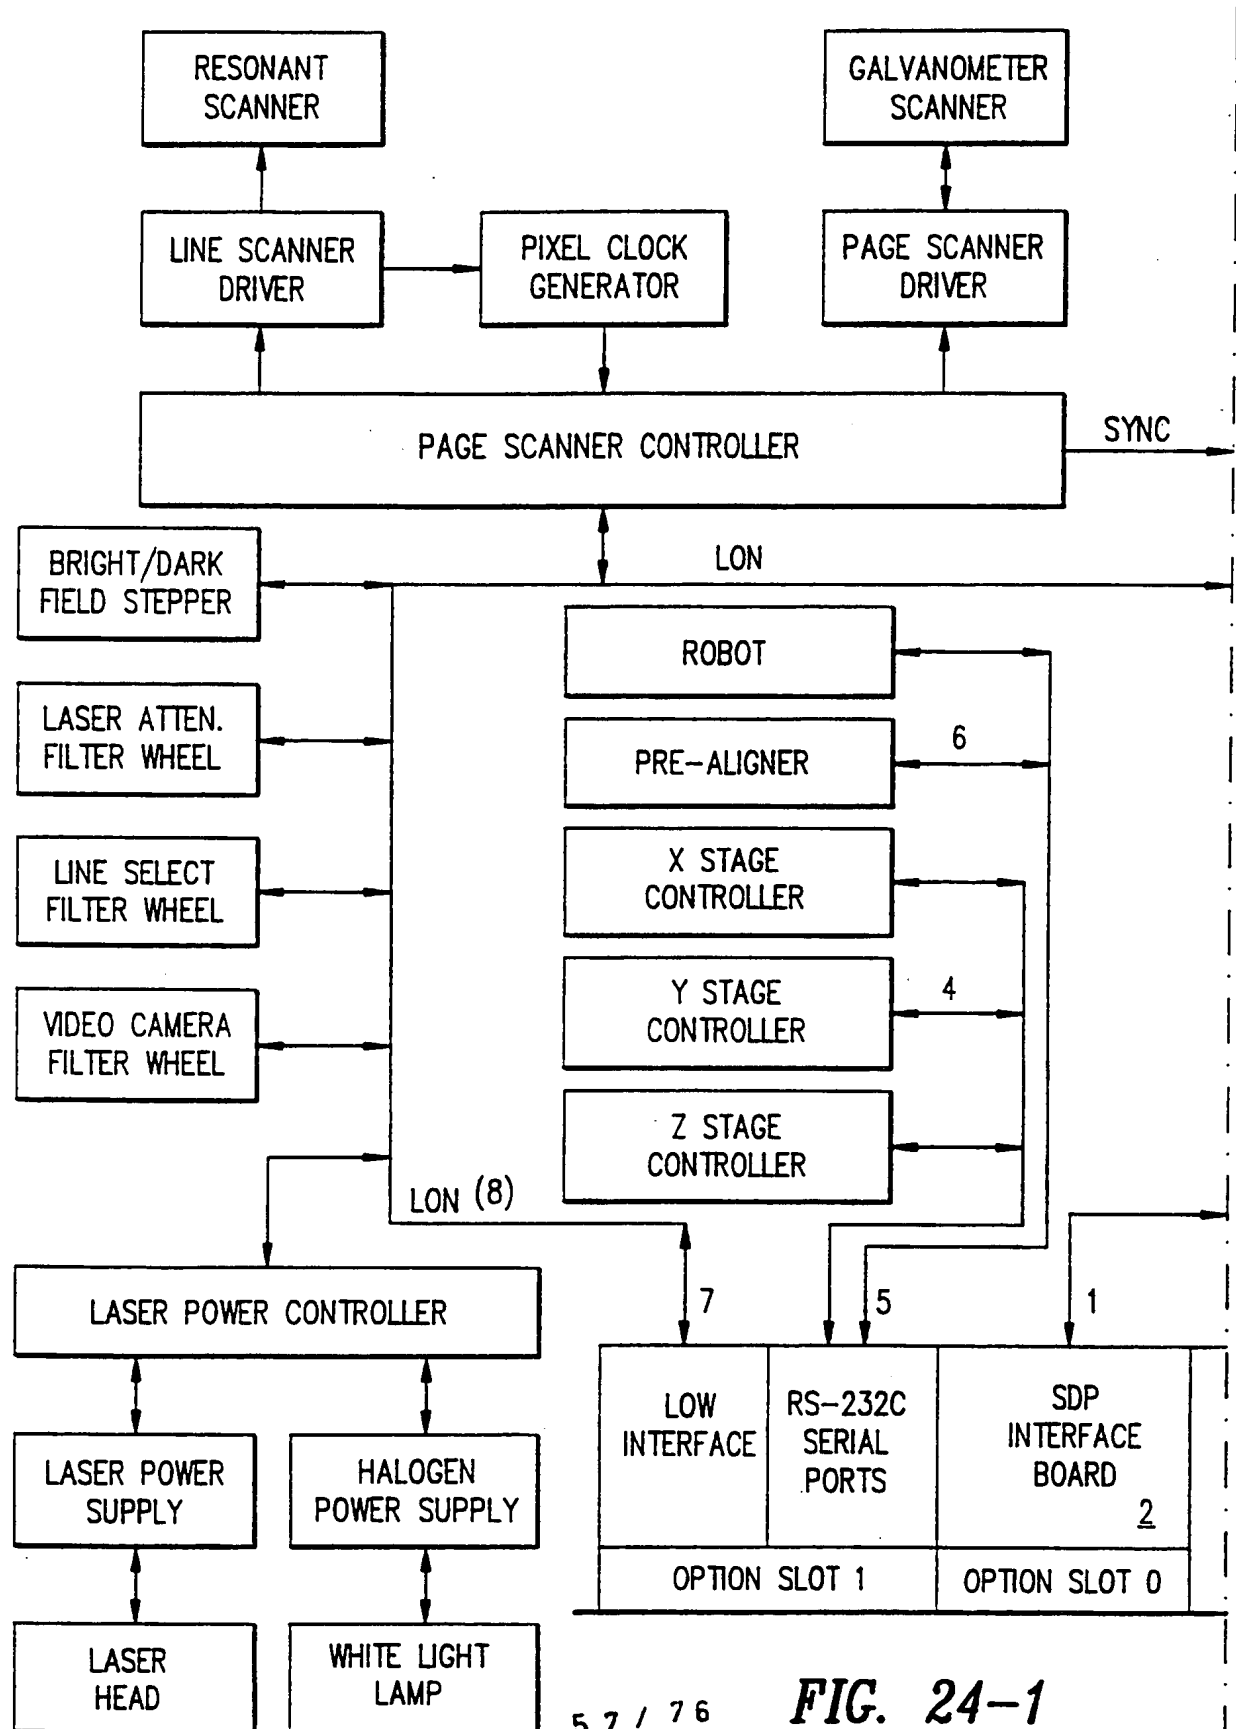 RESONANT
SCANNER
GALVANOMETER
SCANNER
LINE SCANNER
DRIVER
PIXEL CLOCK
GENERATOR
PAGE SCANNER
DRIVER
PAGE SCANNER CONTROLLER
SYNC
BRIGHT/DARK
FIELD STEPPER
LON
ROBOT
LASER ATTEN.
FILTER WHEEL
PRE-ALIGNER
6
LINE SELECT
FILTER WHEEL
X STAGE
CONTROLLER
VIDEO CAMERA
FILTER WHEEL
Y STAGE
CONTROLLER
4
Z STAGE
CONTROLLER
LON (8)
LASER POWER CONTROLLER
7
5
1
LOW
INTERFACE
RS-232C
SERIAL
PORTS
SDP
INTERFACE
BOARD
2
LASER POWER
SUPPLY
HALOGEN
POWER SUPPLY
OPTION SLOT 1
OPTION SLOT 0
LASER
HEAD
WHITE LIGHT
LAMP
57/76
FIG. 24-1